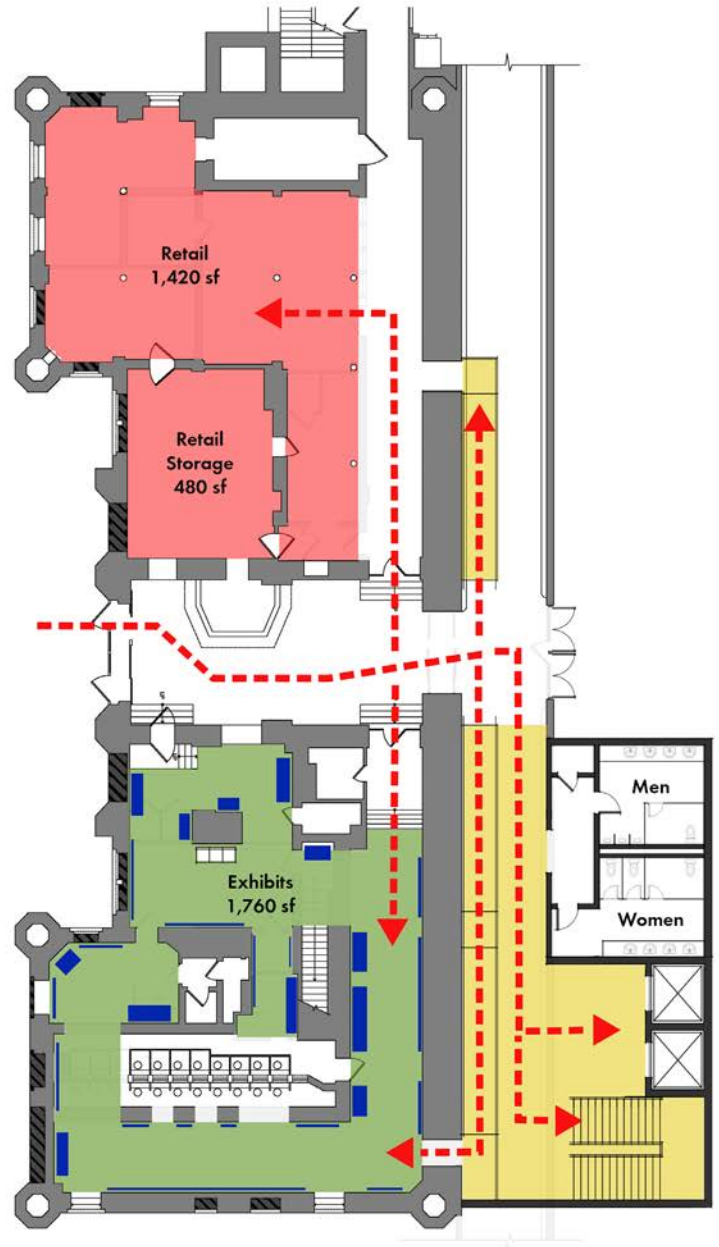 Retail
1,420 sf
Retail
Storage
480 sf
Men
Exhibits
1,760 sf
Women